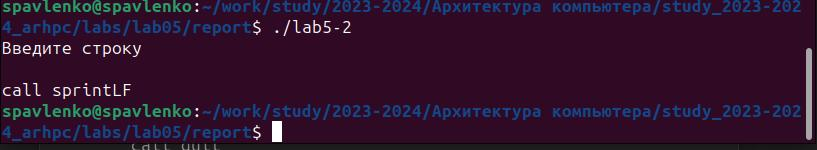 spavlenko@spavlenko:~/work/study/2023-2024/Архитектура компьютера/study_2023-202
4_arhpc/labs/lab05/report$ ./lab5-2
Введите строку
call sprintLF
spavlenko@spavlenko:~/work/study/2023-2024/Архитектура компьютера/study_2023-202
4_arhpc/labs/lab05/report$
call quit